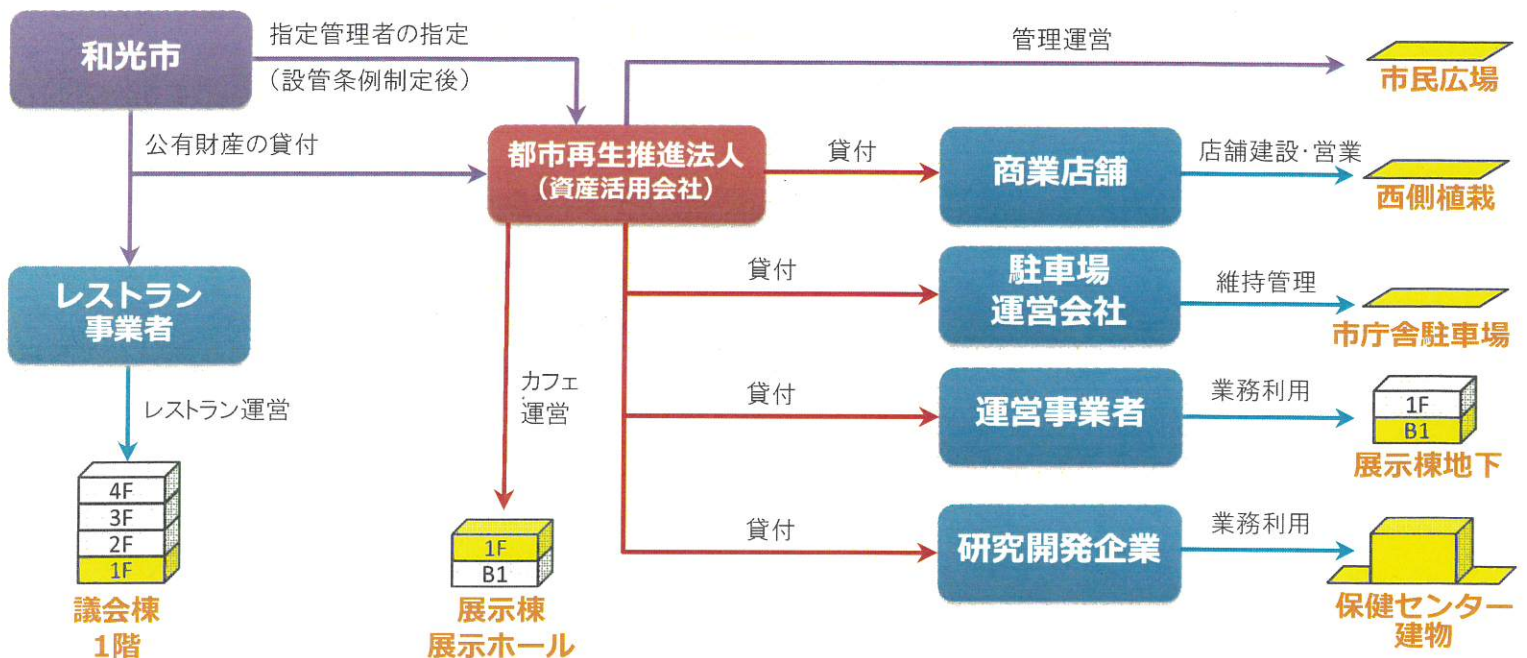 和光市
指定管理者の指定
（設管条例制定後）
管理運営
市民広場
公有財産の貸付
都市再生推進法人
（資産活用会社）
貸付
商業店舗
店舗建設・営業
西側植栽
レストラン
事業者
貸付
駐車場
運営会社
維持管理
市庁舎駐車場
レストラン運営
カフェ
運営
貸付
運営事業者
業務利用
1F
B1
展示棟地下
4F
3F
2F
1F
議会棟
1階
1F
B1
展示棟
展示ホール
貸付
研究開発企業
業務利用
保健センター
建物